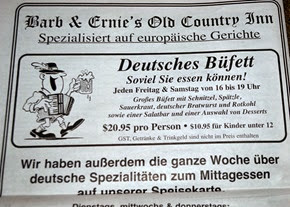 Barb & Ernie's Old Country Inn
Spezialisiert auf europäische Gerichte
Deutsches Büfett
Soviel Sie essen können!
Jeden Freitag & Samstag von 16 bis 19 Uhr
Großes Büfett mit Schnitzel, Spätzle,
Sauerkraut, deutscher Bratwurst und Rotkohl
sowie einer Salatbar und einer Auswahl von Desserts
$20.95 pro Person • $10.95 für Kinder unter 12
GST, Getränke & Trinkgeld sind nicht im Preis enthalten
Wir haben außerdem die ganze Woche über
deutsche Spezialitäten zum Mittagessen
auf unserer Speisekarte.
Dienstags, mittwochs & donnerstags: